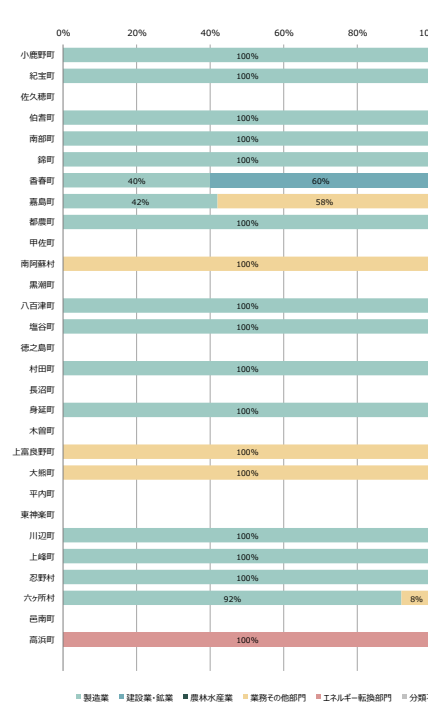 0% 20% 40% 60% 80% 10
小鹿野町 100%
紀宝町 100%
佐久穂町
伯耆町 100%
南部町 100%
錦町 100%
香春町 40% 60%
嘉島町 42% 58%
都農町 100%
甲佐町
南阿蘇村 100%
黒潮町
八百津町 100%
塩谷町 100%
徳之島町
村田町 100%
長沼町
身延町 100%
木曽町
上富良野町 100%
大熊町 100%
平内町
東神楽町
川辺町 100%
上峰町 100%
忍野村 100%
六ヶ所村 92% 8%
邑南町
高浜町 100%
製造業 建設業・鉱業 農林水産業 業務その他部門 エネルギー転換部門 分類